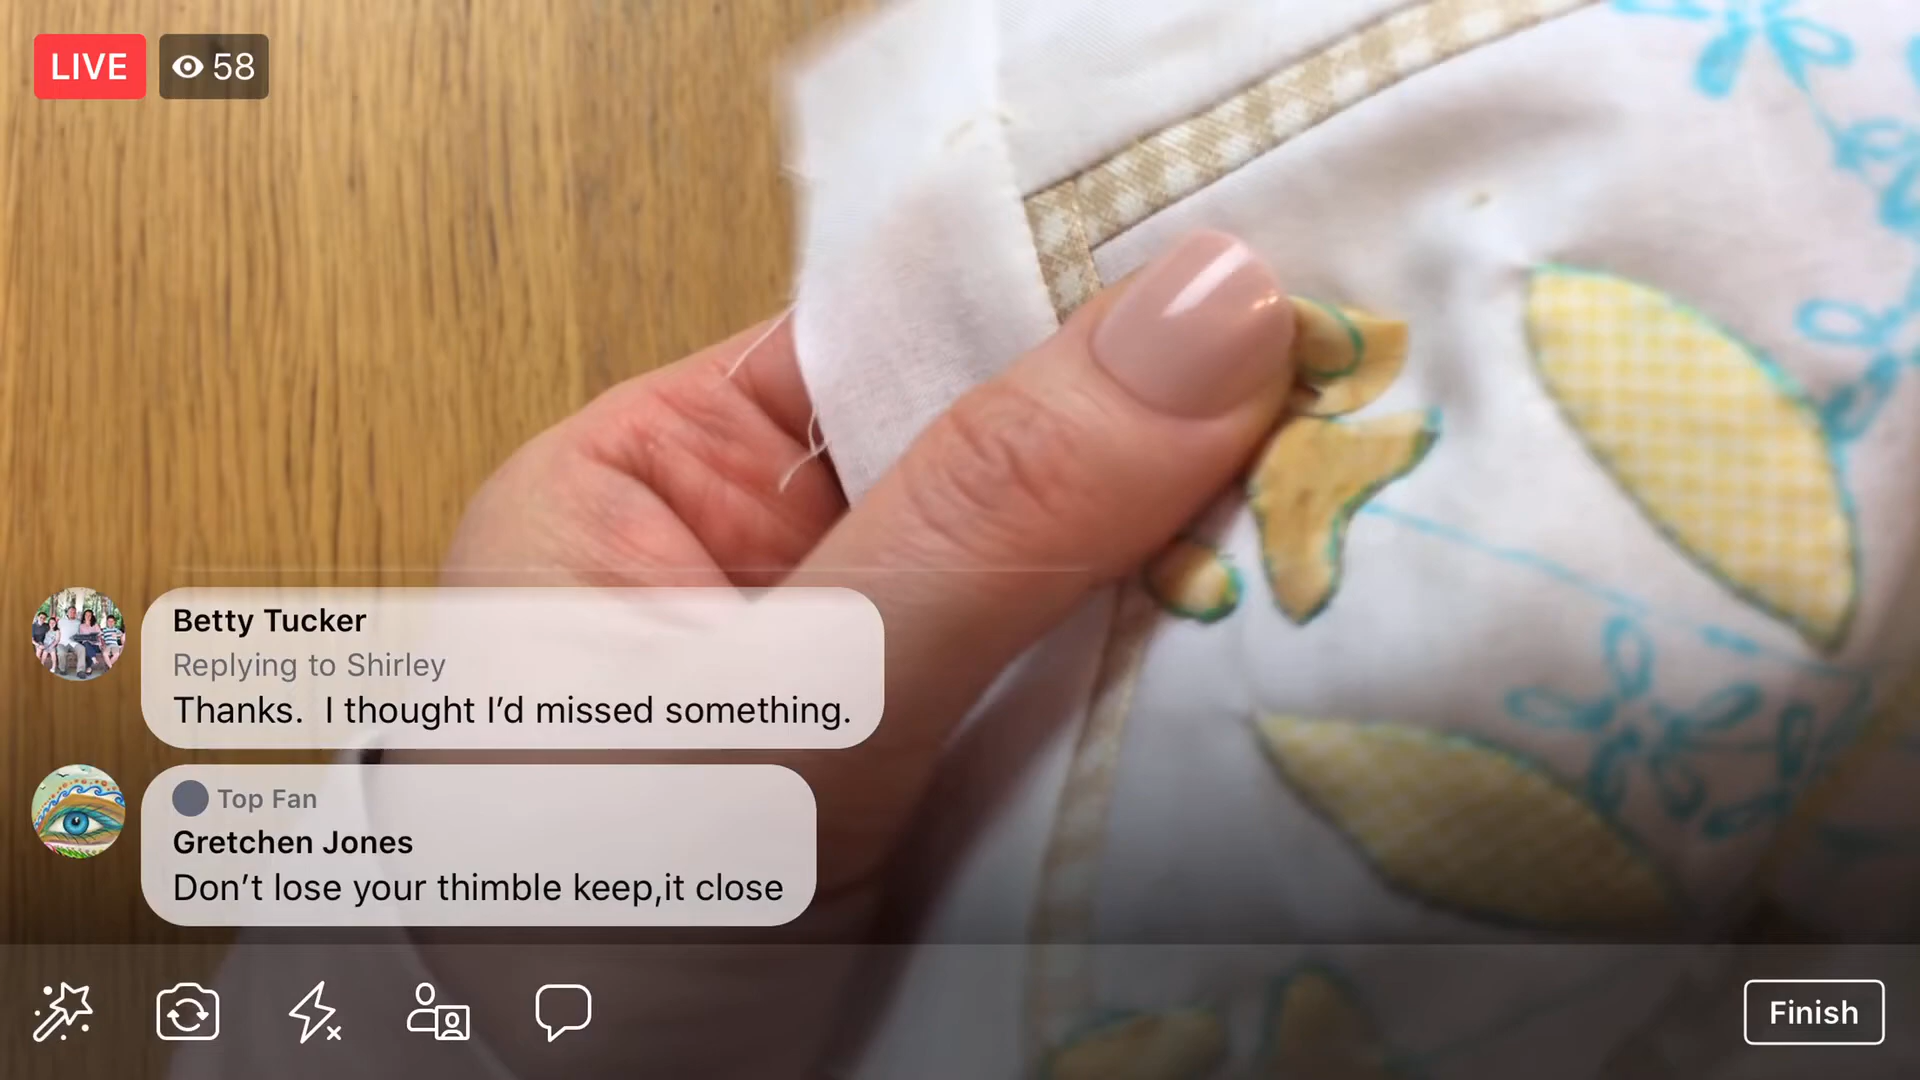 LIVE 58
Betty Tucker
Replying to Shirley
Thanks.  I thought I’d missed something.
Top Fan
Gretchen Jones
Don’t lose your thimble keep,it close
Finish